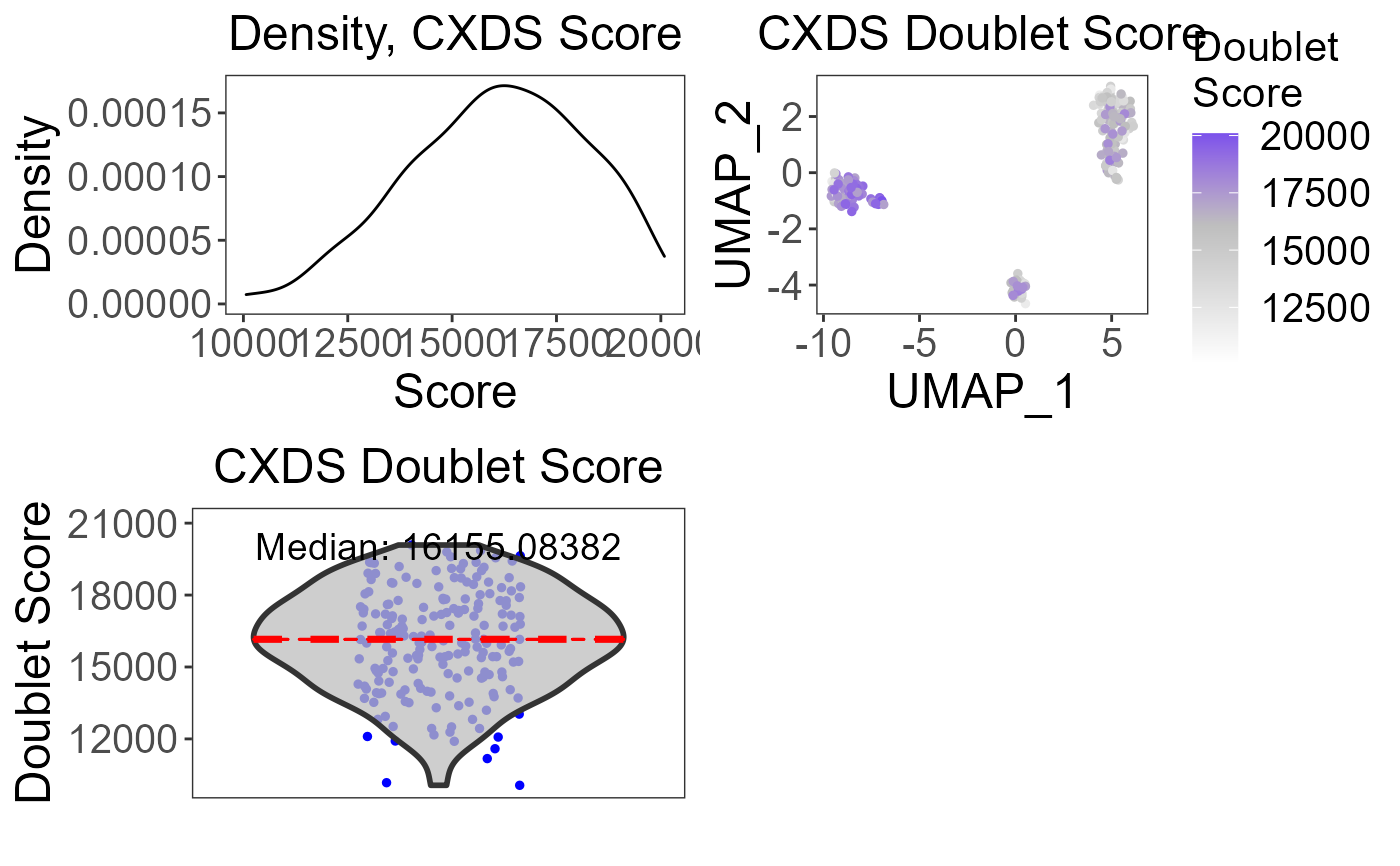 Density, CXDS Score
Density
0.00015
0.00010
0.00005
0.00000
10000 12500 15000 17500 20000
Score
CXDS Doublet Score
UMAP_2
2
0
-2
-4
-10 -5 0 5
UMAP_1
Doublet
Score
20000
17500
15000
12500
CXDS Doublet Score
Doublet Score
21000
18000
15000
12000
Median: 16155.08382